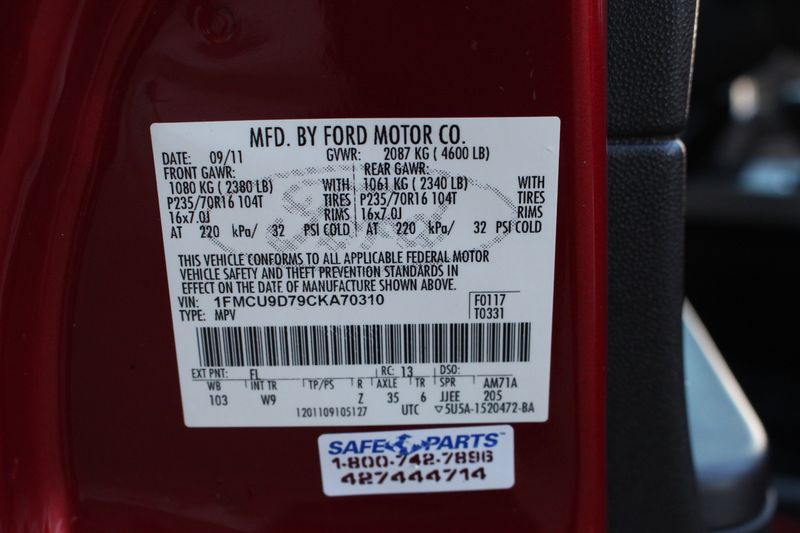 MFD. BY FORD MOTOR CO.
DATE: 09/11 GVWR: 2087 KG ( 4600 LB)
FRONT GAWR: REAR GAWR:
1080 KG ( 2380 LB) WITH 1061 KG ( 2340 LB) WITH
P235/70R16 104T TIRES P235/70R16 104T TIRES
16x7.0J RIMS 16x7.0J RIMS
AT 220 kPa/ 32 PSI COLD AT 220 kPa/ 32 PSI COLD
THIS VEHICLE CONFORMS TO ALL APPLICABLE FEDERAL MOTOR
VEHICLE SAFETY AND THEFT PREVENTION STANDARDS IN
EFFECT ON THE DATE OF MANUFACTURE SHOWN ABOVE.
VIN: 1FMCU9D79CKA70310 F0117
TYPE: MPV T0331
EXT PNT: FL RC: 13 DSO:
WB INT TR TP/PS R AXLE TR SPR AM71A
103 W9 Z 35 6 JJEE 205
1201109105127 UTC ▽5U5A-1520472-BA
SAFE PARTS™
1-800-742-7896
427444714